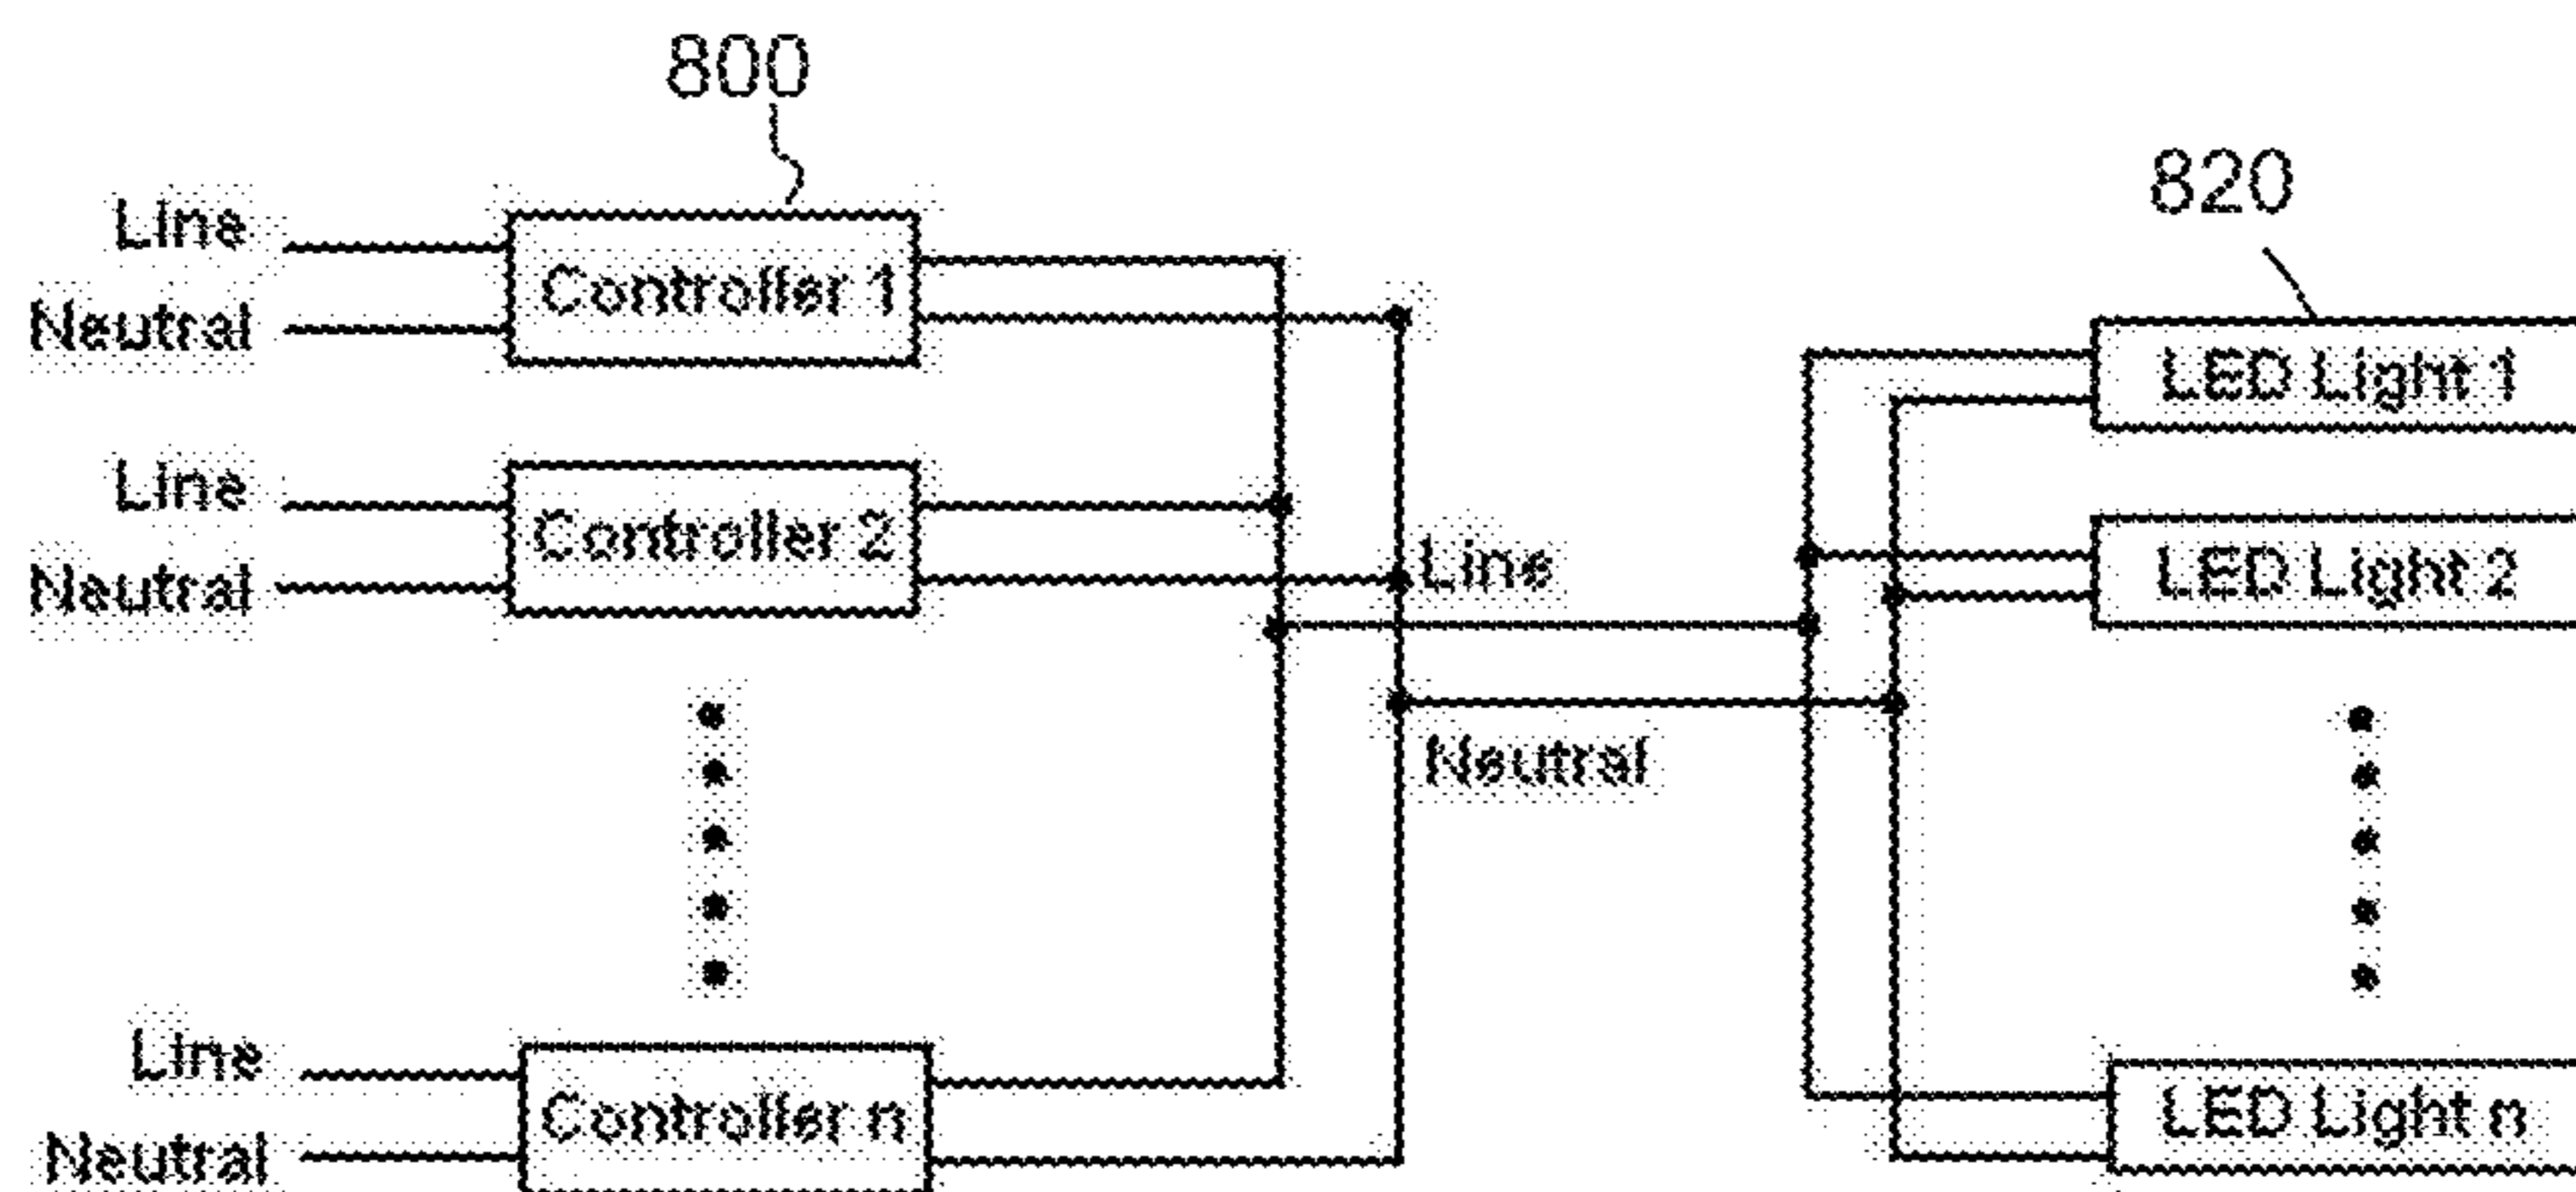 800
820
Line
Neutral
Controller 1
LED Light 1
Line
Neutral
Controller 2
Line
LED Light 2
Neutral
Line
Neutral
Controller n
LED Light n